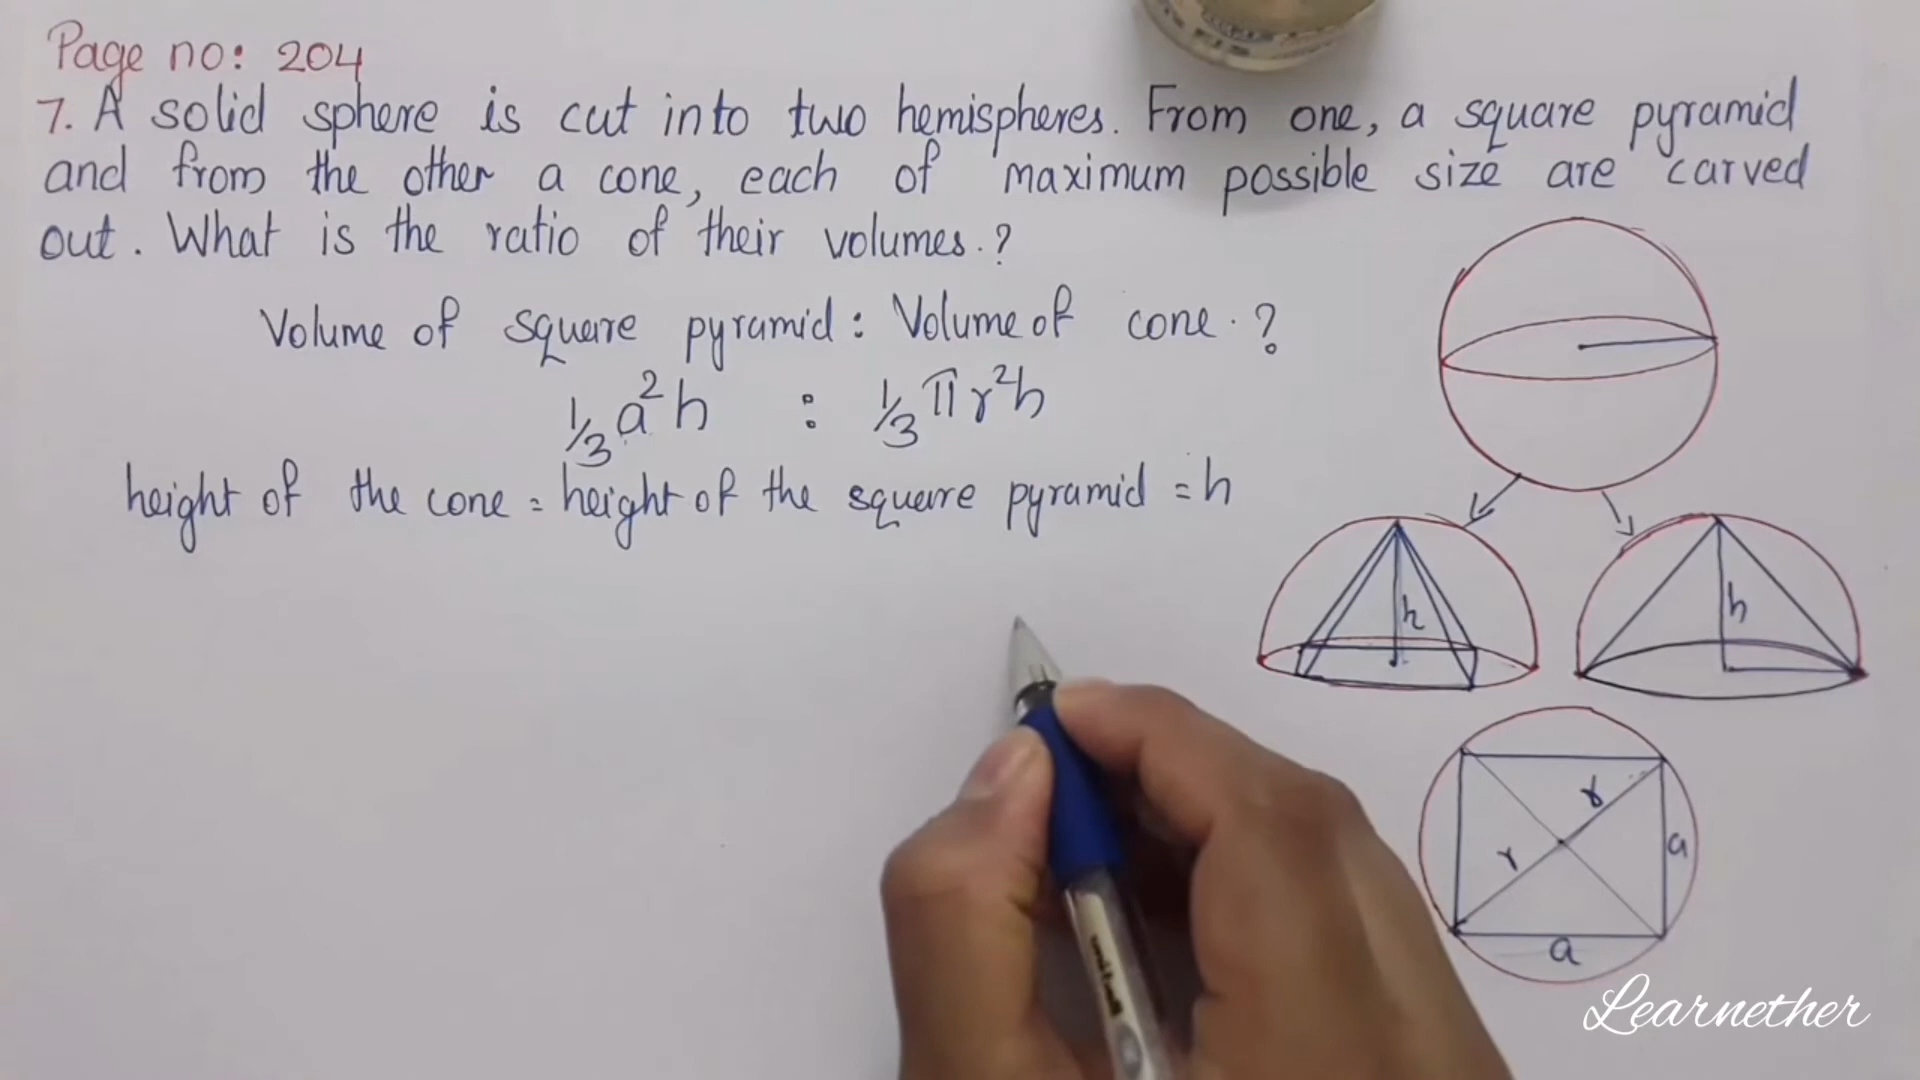 Page no: 204
7. A solid sphere is cut into two hemispheres. From one, a square pyramid
and from the other a cone, each of maximum possible size are carved
out. What is the ratio of their volumes.?
Volume of square pyramid : Volume of cone.?
1/3 a²h : 1/3 πr²h
height of the cone = height of the square pyramid = h
h
h
r
r
a
a
Learnether